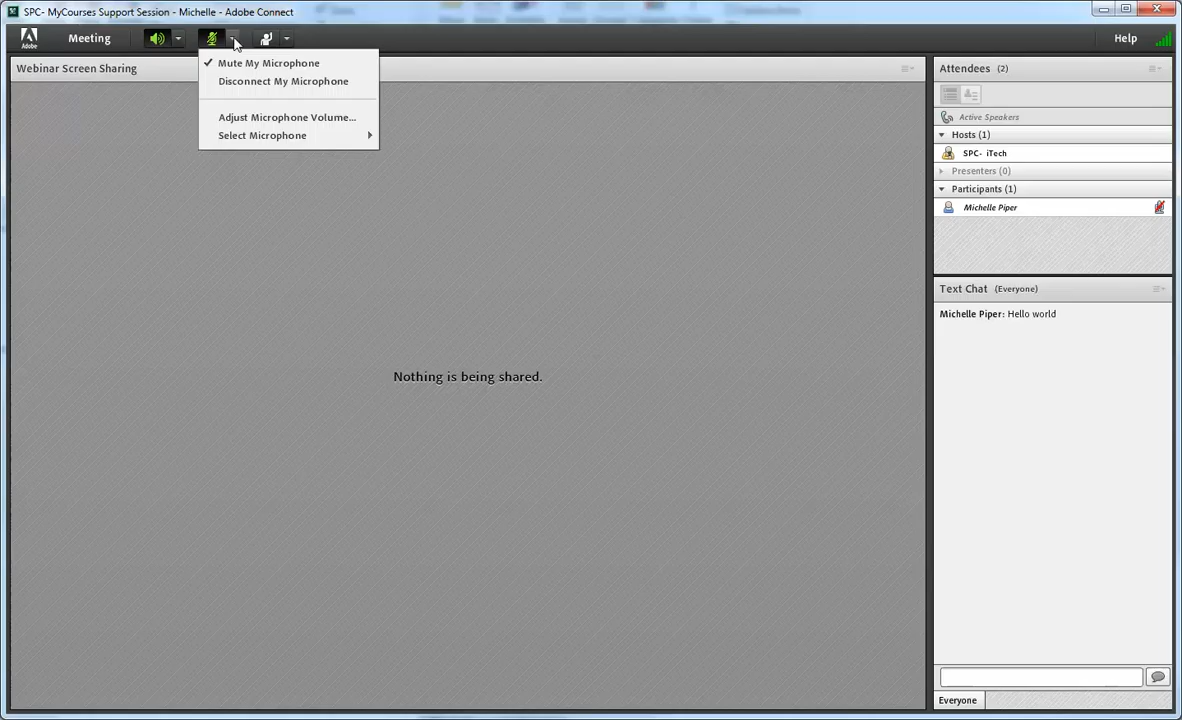 SPC- MyCourses Support Session - Michelle - Adobe Connect
Adobe
Meeting
Help
Mute My Microphone
Disconnect My Microphone
Adjust Microphone Volume...
Select Microphone
Webinar Screen Sharing
Nothing is being shared.
Attendees (2)
Active Speakers
Hosts (1)
SPC- iTech
Presenters (0)
Participants (1)
Michelle Piper
Text Chat (Everyone)
Michelle Piper: Hello world
Everyone